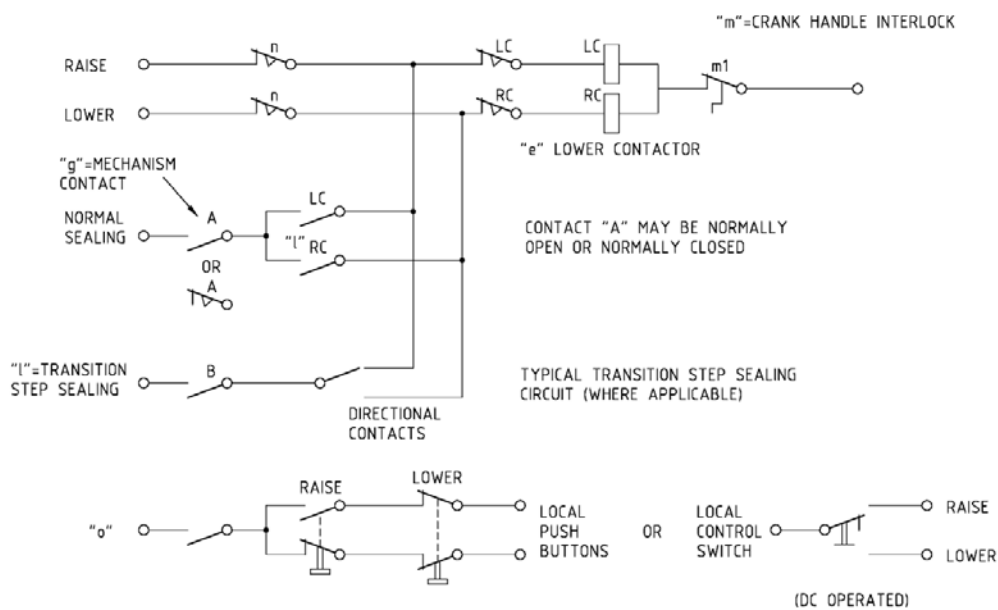 "m"=CRANK HANDLE INTERLOCK
n
LC
LC
m1
RAISE
n
RC
RC
LOWER
"e" LOWER CONTACTOR
"g"=MECHANISM
CONTACT
NORMAL
SEALING
A
LC
"l"
RC
CONTACT "A" MAY BE NORMALLY
OPEN OR NORMALLY CLOSED
OR
A
"l"=TRANSITION
STEP SEALING
B
TYPICAL TRANSITION STEP SEALING
CIRCUIT (WHERE APPLICABLE)
DIRECTIONAL
CONTACTS
RAISE
LOWER
"o"
LOCAL
PUSH
BUTTONS
OR
LOCAL
CONTROL
SWITCH
RAISE
LOWER
(DC OPERATED)